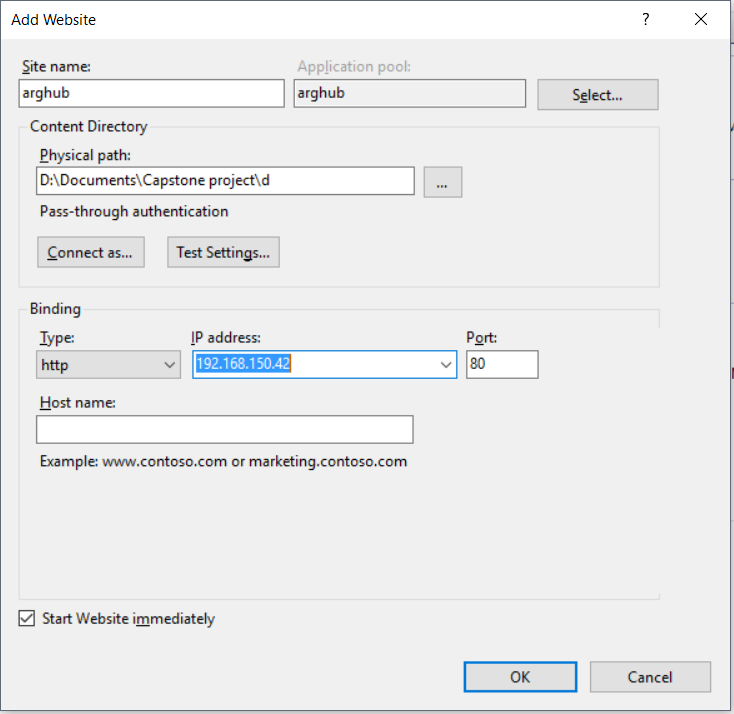 Add Website
?
Site name:
Application pool:
arghub
arghub
Select...
Content Directory
Physical path:
D:\Documents\Capstone project\d
...
Pass-through authentication
Connect as...
Test Settings...
Binding
Type:
IP address:
Port:
http
192.168.150.42
80
Host name:
Example: www.contoso.com or marketing.contoso.com
Start Website immediately
OK
Cancel